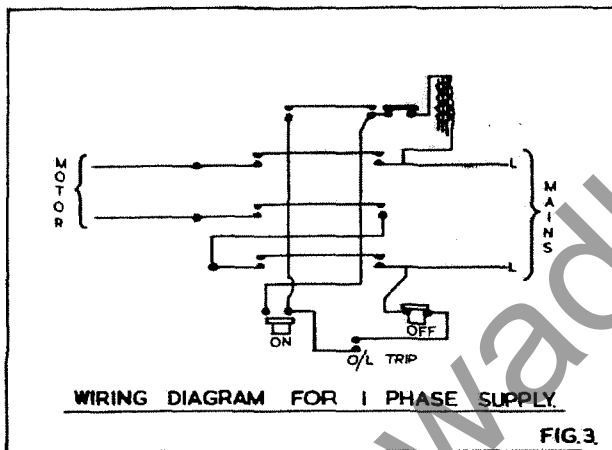 MOTOR
L
MAINS
L
ON
OFF
O/L TRIP
WIRING DIAGRAM FOR 1 PHASE SUPPLY.
FIG.3.